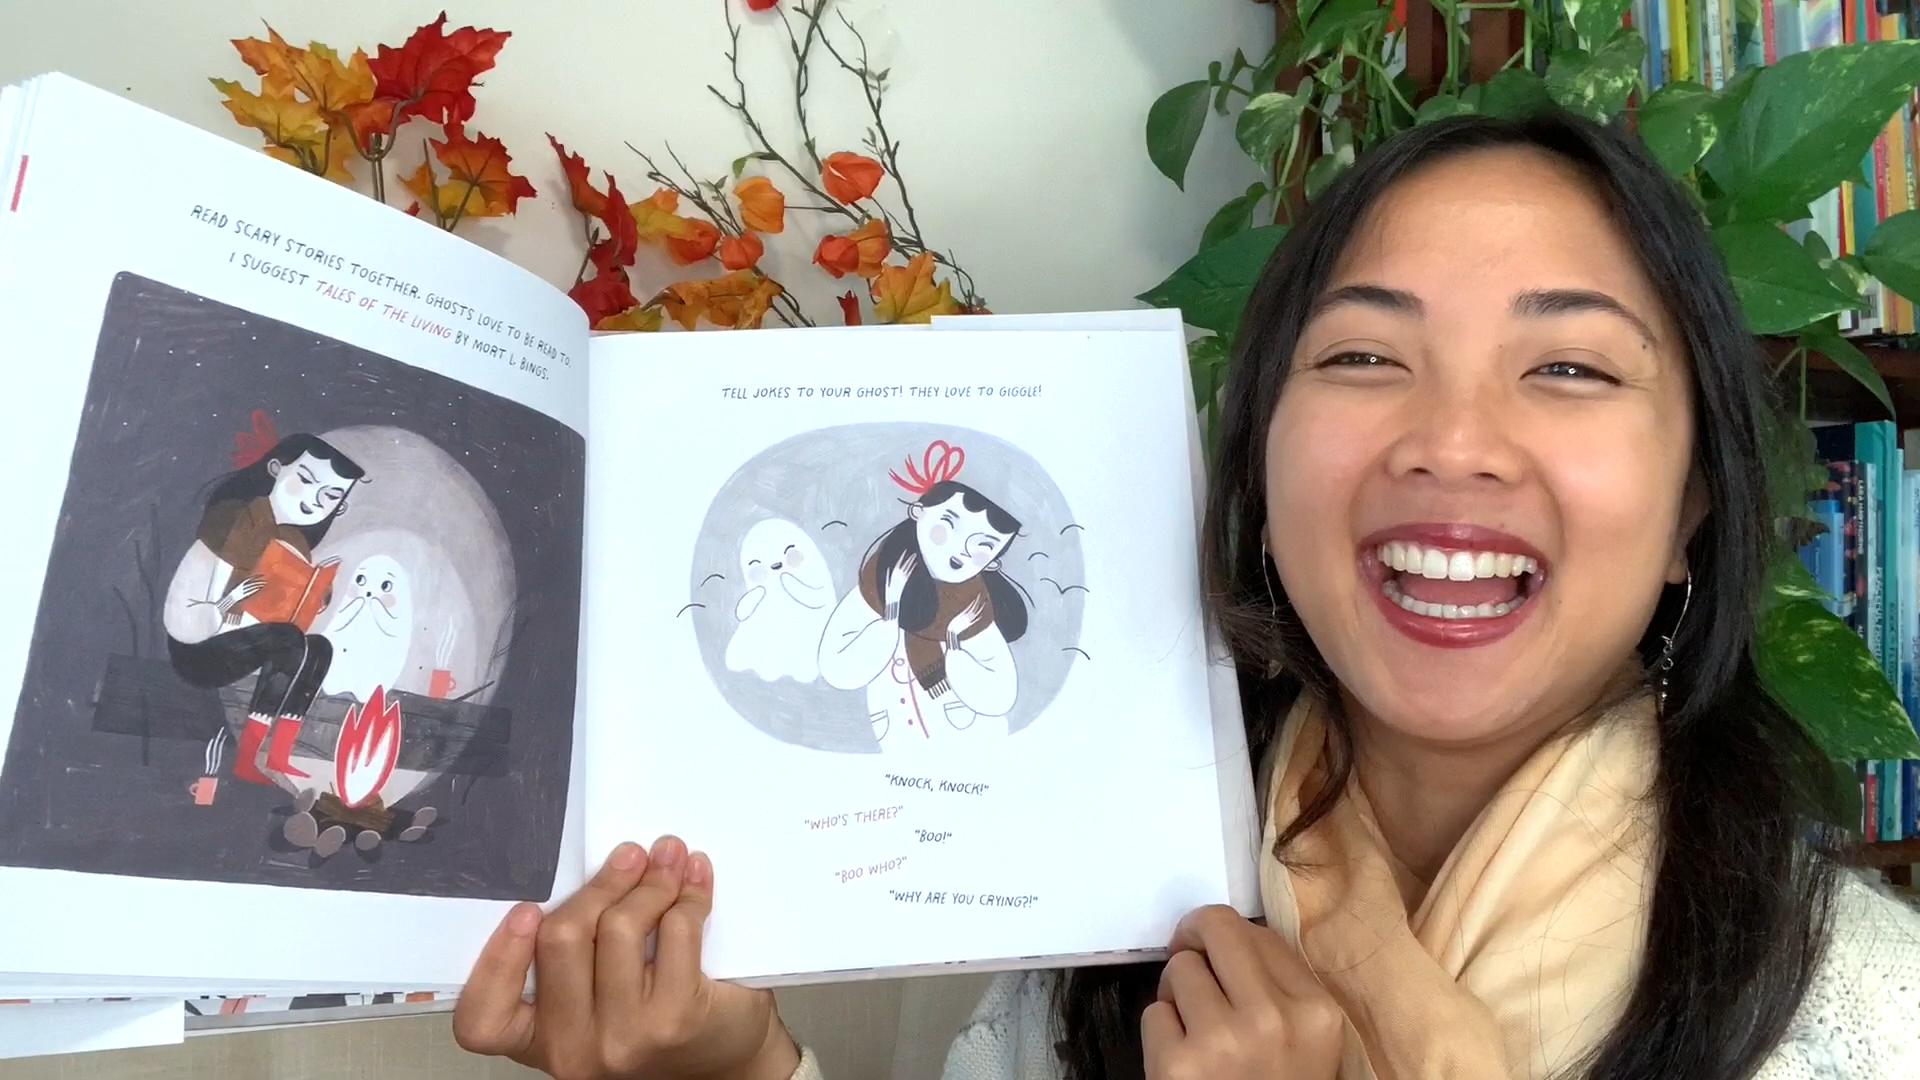 READ SCARY STORIES TOGETHER. GHOSTS LOVE TO BE READ TO.
I SUGGEST TALES OF THE LIVING BY MORT L. BINGS.
TELL JOKES TO YOUR GHOST! THEY LOVE TO GIGGLE!
"KNOCK, KNOCK!"
"WHO'S THERE?"
"BOO!"
"BOO WHO?"
"WHY ARE YOU CRYING?!"